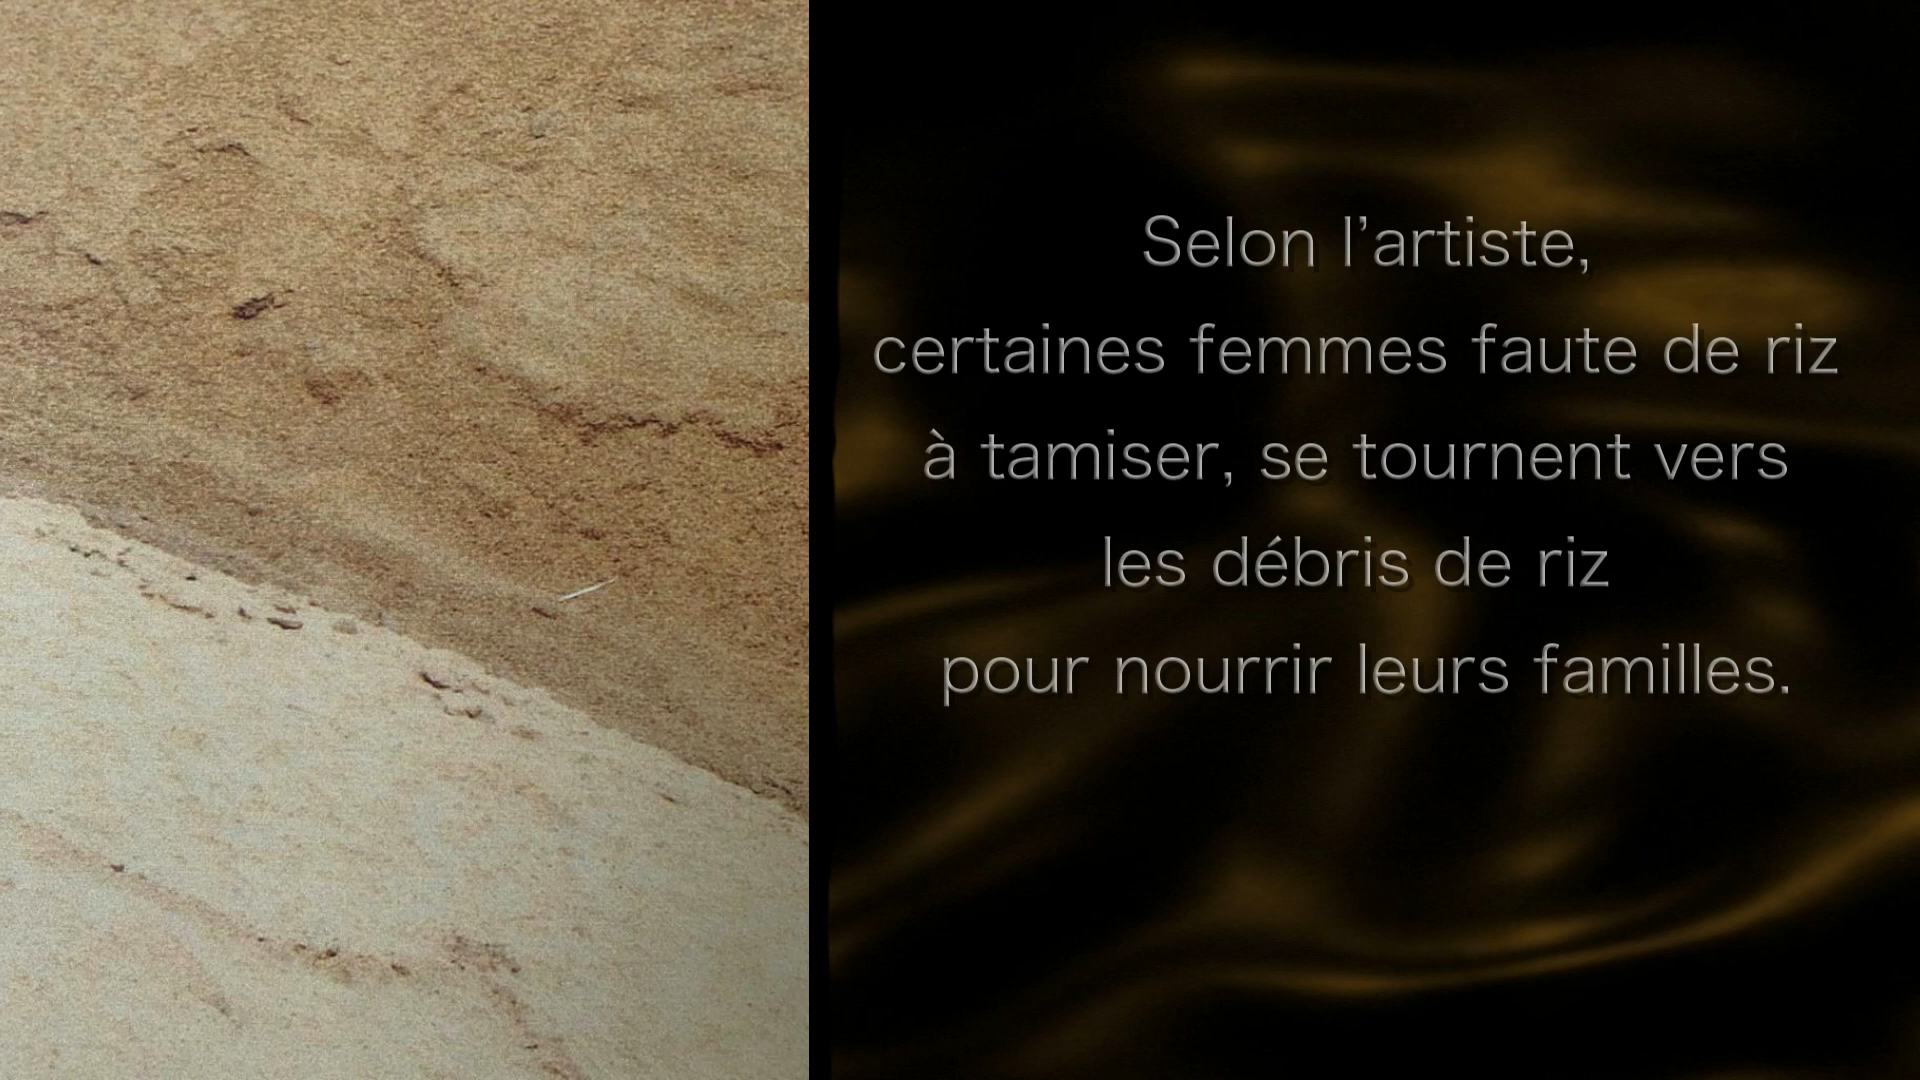 Selon l’artiste,
certaines femmes faute de riz
à tamiser, se tournent vers
les débris de riz
pour nourrir leurs familles.